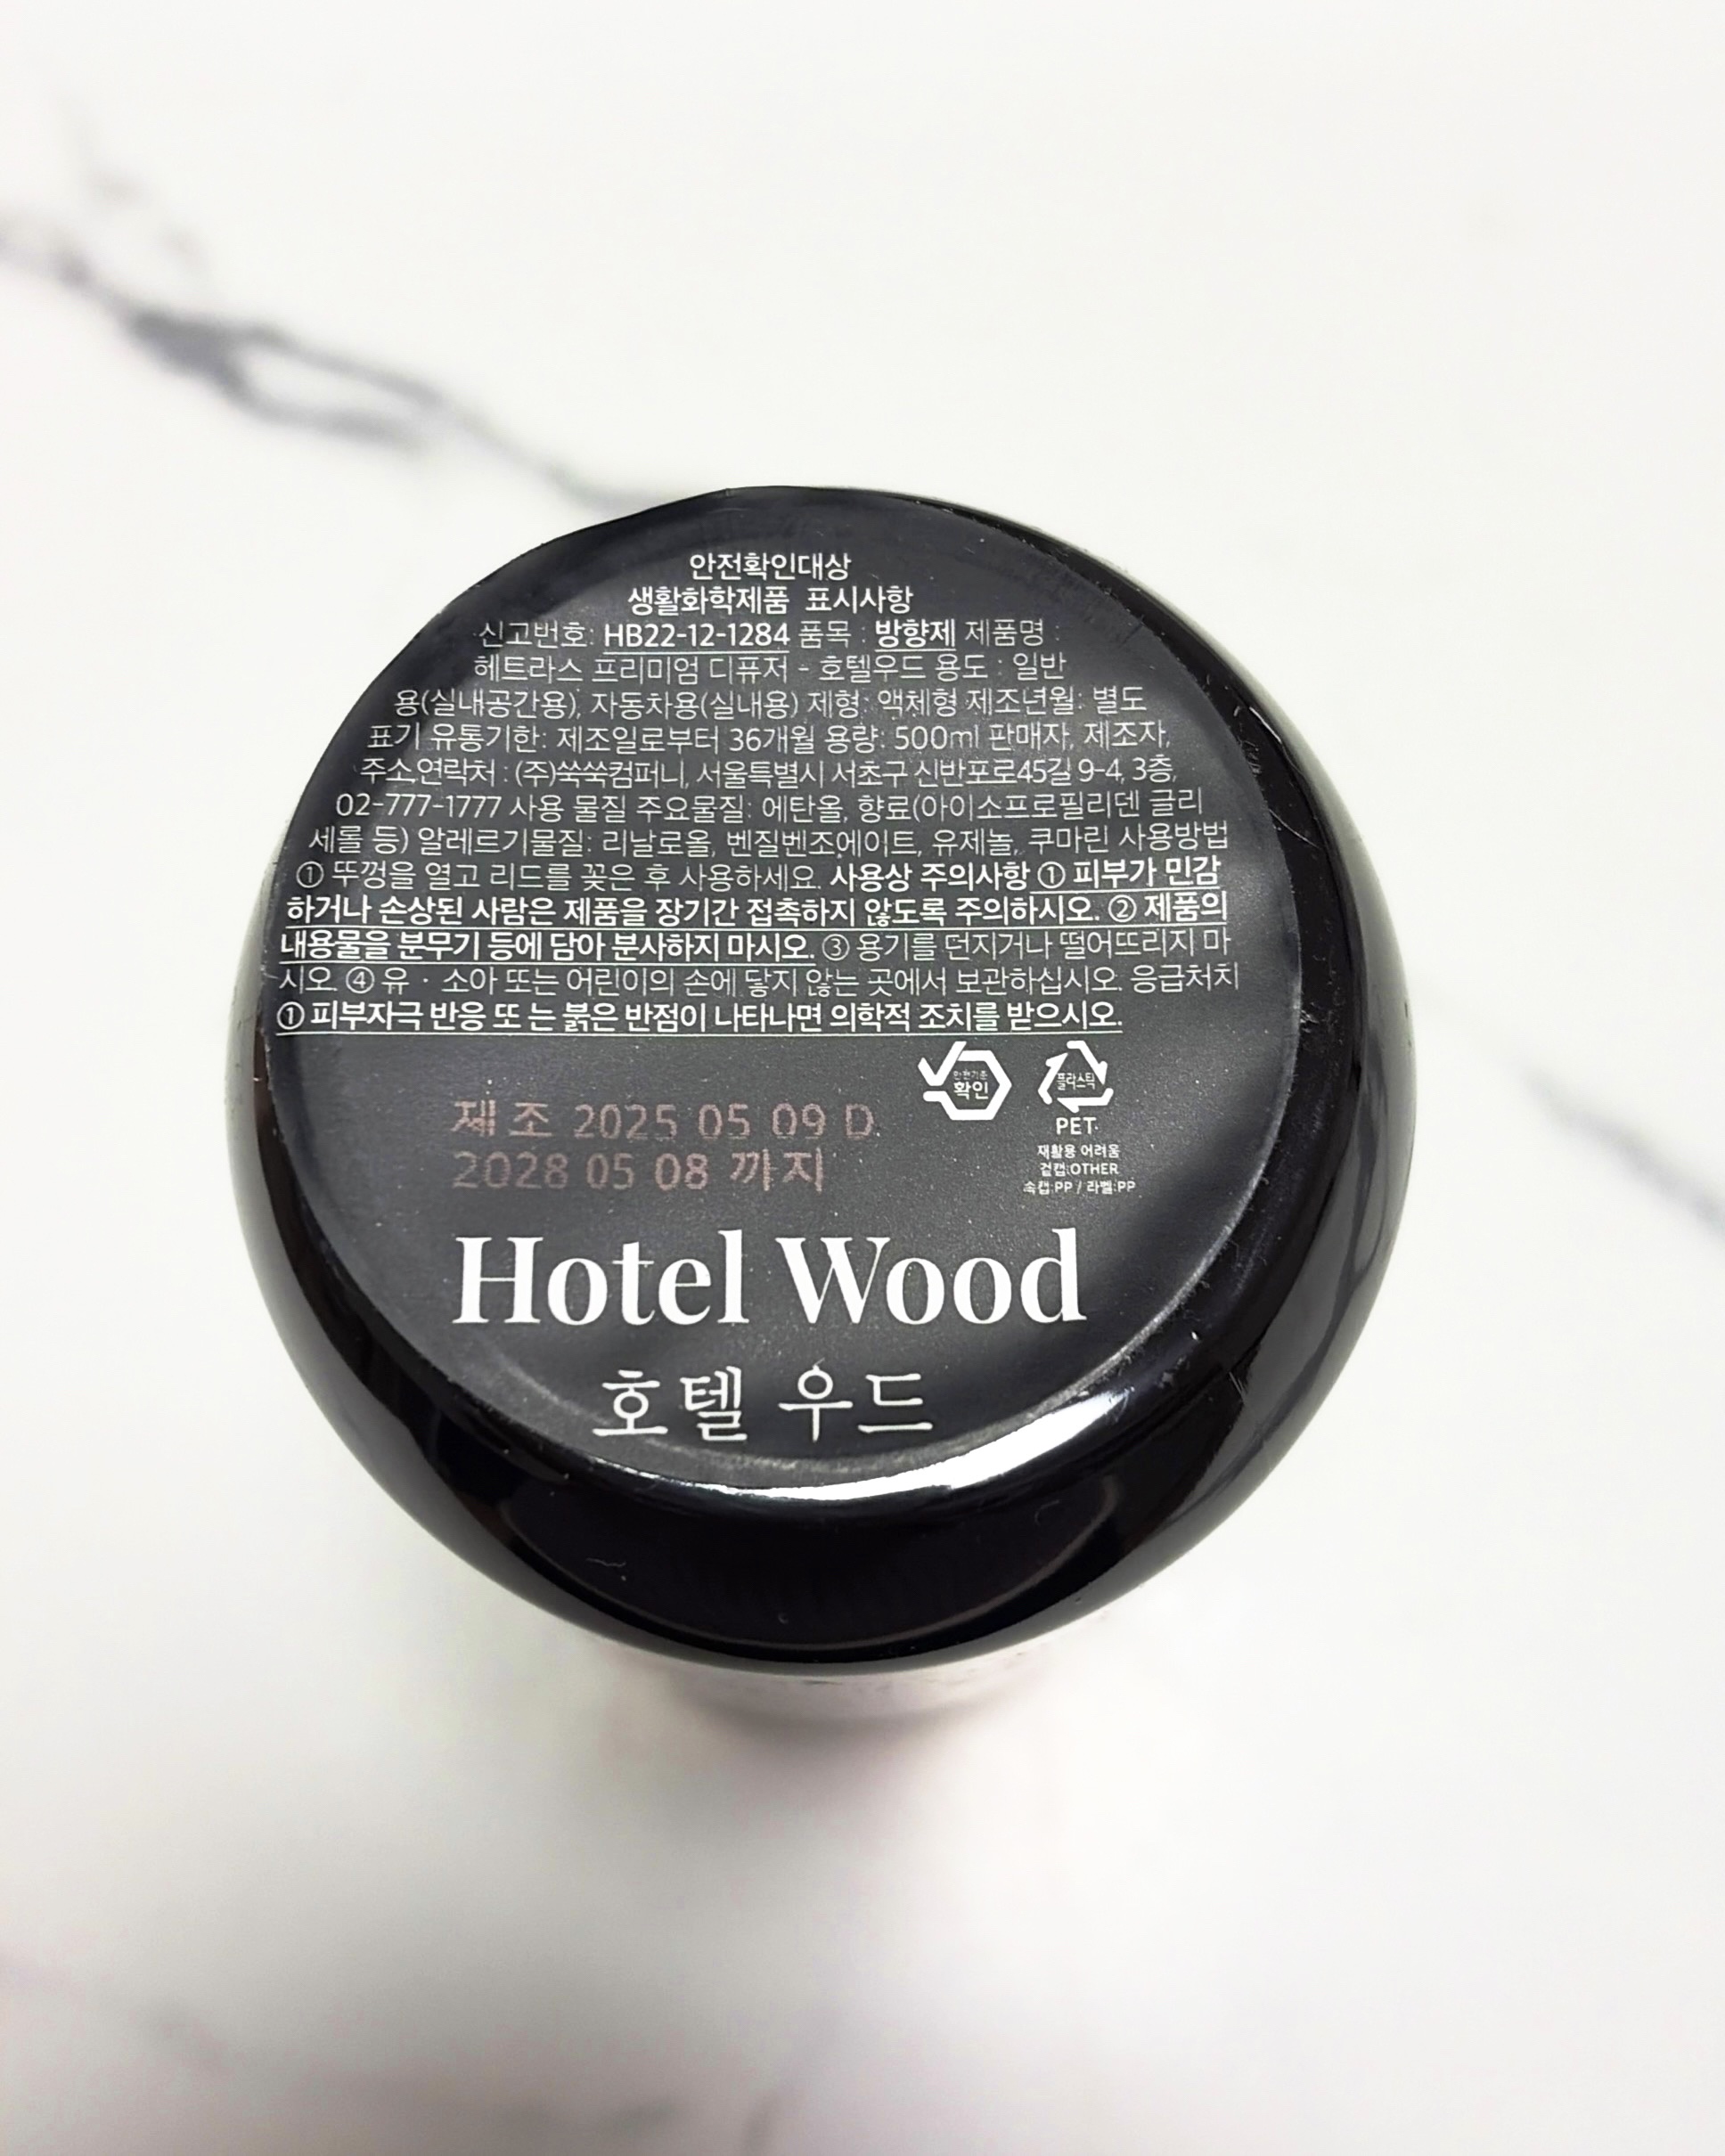 안전확인대상
생활화학제품 표시사항
신고번호: HB22-12-1284 품목 : 방향제 제품명 :
헤트라스 프리미엄 디퓨저 - 호텔우드 용도 : 일반
용(실내공간용), 자동차용(실내용) 제형: 액체형 제조년월: 별도
표기 유통기한: 제조일로부터 36개월 용량: 500ml 판매자, 제조자,
주소,연락처 : (주)쑥쑥컴퍼니, 서울특별시 서초구 신반포로45길 9-4, 3층,
02-777-1777 사용 물질 주요물질: 에탄올, 향료(아이소프로필리덴 글리
세롤 등) 알레르기물질: 리날로올, 벤질벤조에이트, 유제놀, 쿠마린 사용방법
① 뚜껑을 열고 리드를 꽂은 후 사용하세요. 사용상 주의사항 ① 피부가 민감
하거나 손상된 사람은 제품을 장기간 접촉하지 않도록 주의하시오. ② 제품의
내용물을 분무기 등에 담아 분사하지 마시오. ③ 용기를 던지거나 떨어뜨리지 마
시오. ④ 유 · 소아 또는 어린이의 손에 닿지 않는 곳에서 보관하십시오. 응급처치
① 피부자극 반응 또 는 붉은 반점이 나타나면 의학적 조치를 받으시오.
안전기준
확인
플라스틱
PET
재활용 어려움
겉캡:OTHER
속캡:PP / 라벨:PP
제조 2025 05 09 D
2028 05 08 까지
Hotel Wood
호텔 우드